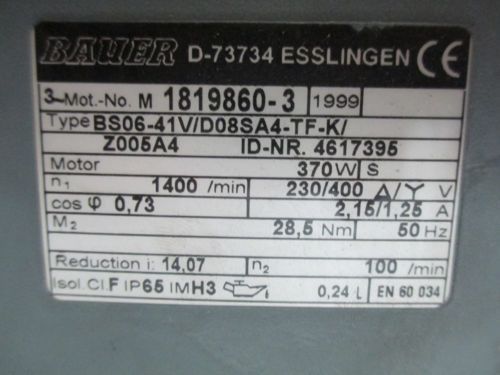 BAUER D-73734 ESSLINGEN CE
3~Mot.-No. M 1819860-3 1999
Type BS06-41V/D08SA4-TF-K/
Z005A4 ID-NR. 4617395
Motor 370W S
n1 1400 /min 230/400 Δ/Y V
cos φ 0,73 2,15/1,25 A
M2 28,5 Nm 50 Hz
Reduction i: 14,07 n2 100 /min
Isol.Cl.F IP65 IM H3 0,24 L EN 60 034